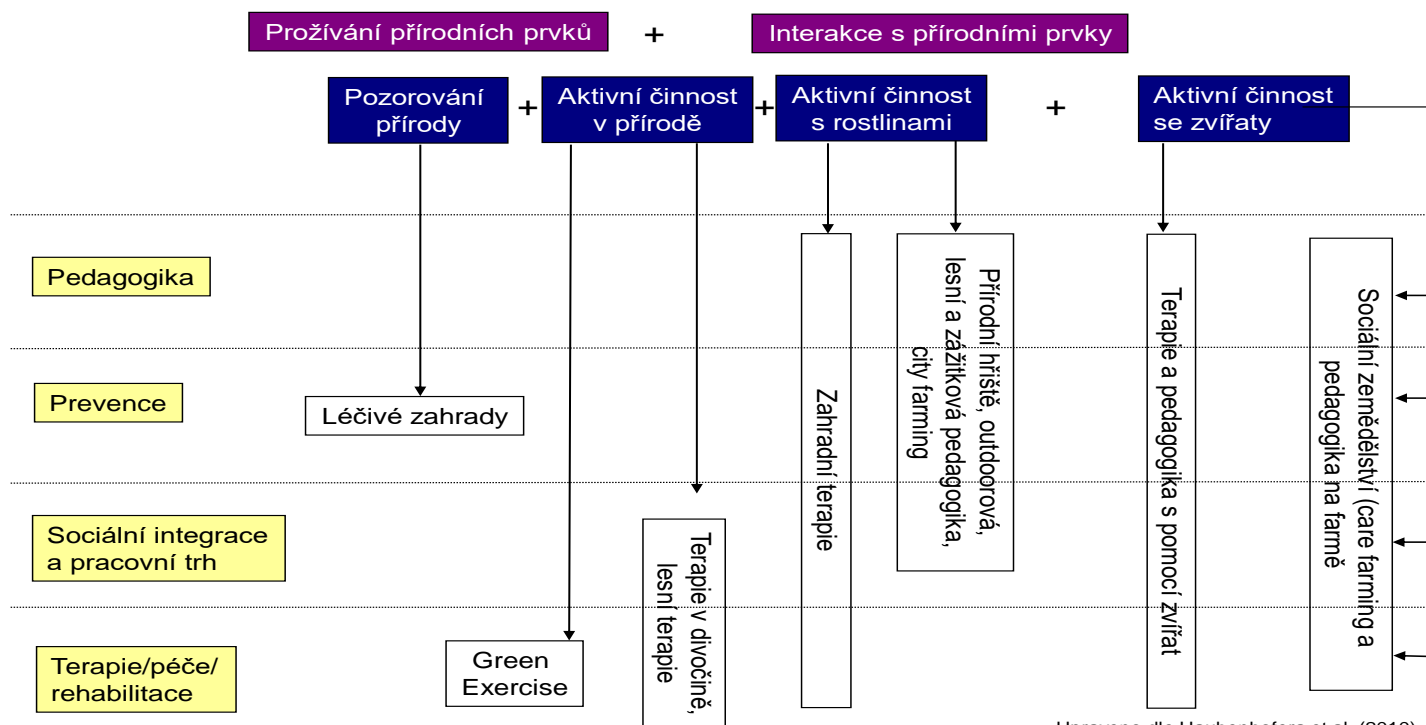 Prožívání přírodních prvků
+
Interakce s přírodními prvky
Pozorování
přírody
+
Aktivní činnost
v přírodě
+
Aktivní činnost
s rostlinami
+
Aktivní činnost
se zvířaty
Pedagogika
Prevence
Sociální integrace
a pracovní trh
Terapie/péče/
rehabilitace
Léčivé zahrady
Green
Exercise
Terapie v divočině,
lesní terapie
Zahradní terapie
Přírodní hřiště, outdoorová,
lesní a zážitková pedagogika,
city farming
Terapie a pedagogika s pomocí zvířat
Sociální zemědělství (care farming a
pedagogika na farmě